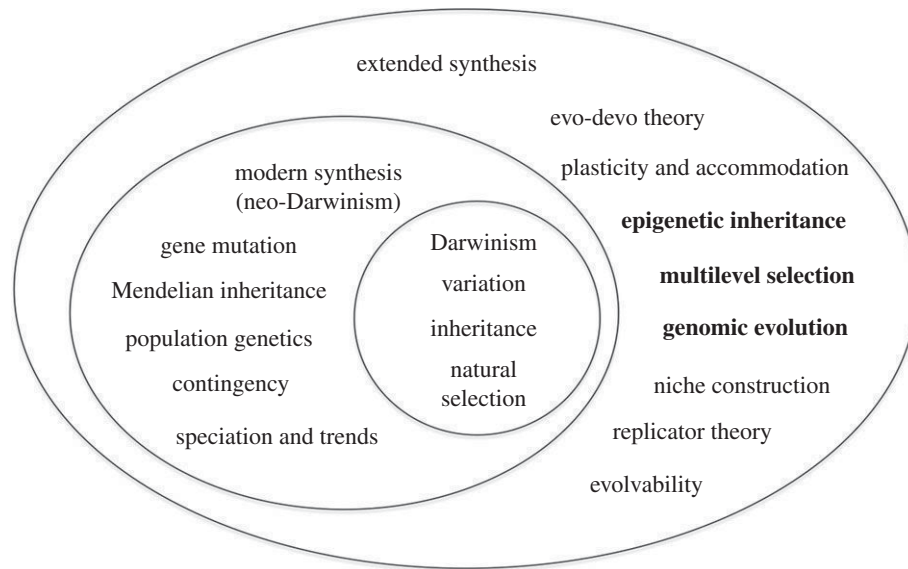 extended synthesis
evo-devo theory
plasticity and accommodation
epigenetic inheritance
multilevel selection
genomic evolution
niche construction
replicator theory
evolvability
modern synthesis
(neo-Darwinism)
gene mutation
Mendelian inheritance
population genetics
contingency
speciation and trends
Darwinism
variation
inheritance
natural
selection